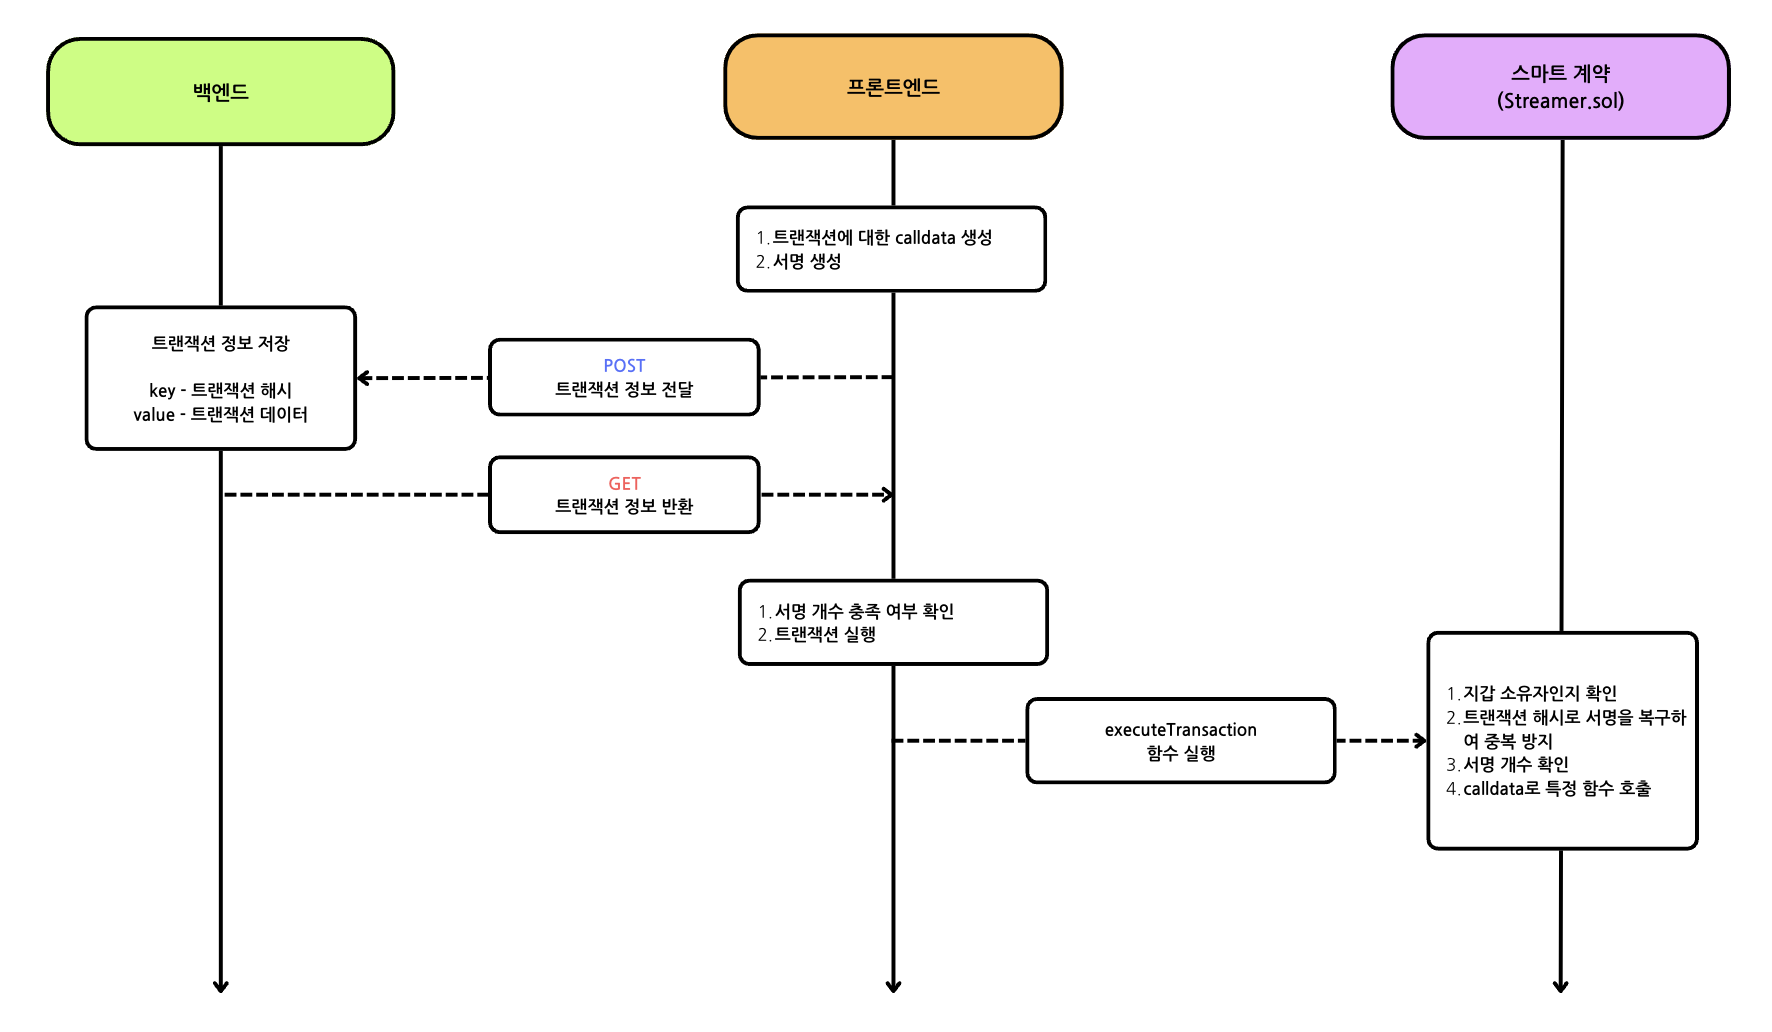 백엔드
프론트엔드
스마트 계약
(Streamer.sol)
1. 트랜잭션에 대한 calldata 생성
2. 서명 생성
트랜잭션 정보 저장
key - 트랜잭션 해시
value - 트랜잭션 데이터
POST
트랜잭션 정보 전달
GET
트랜잭션 정보 반환
1. 서명 개수 충족 여부 확인
2. 트랜잭션 실행
executeTransaction
함수 실행
1. 지갑 소유자인지 확인
2. 트랜잭션 해시로 서명을 복구하
여 중복 방지
3. 서명 개수 확인
4. calldata로 특정 함수 호출